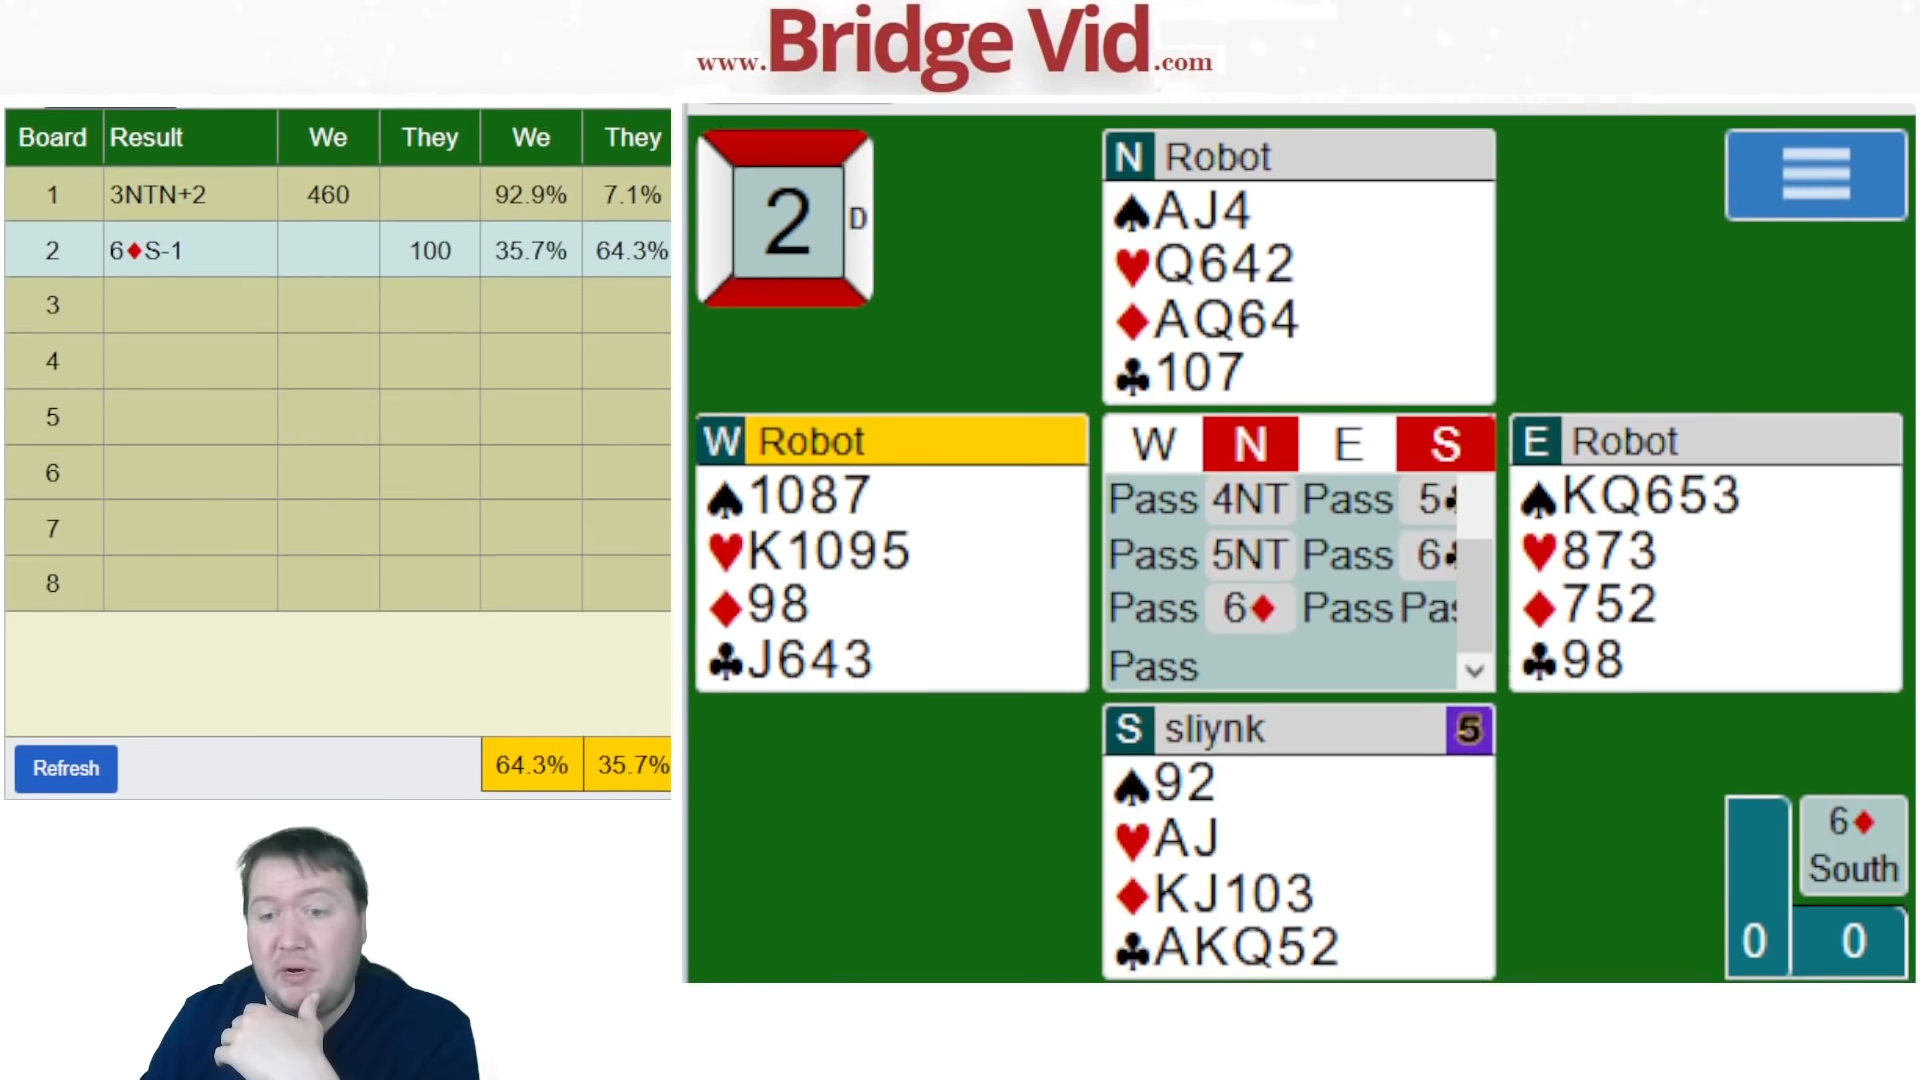 www.Bridge Vid.com
Board Result We They We They
1 3NTN+2 460 92.9% 7.1%
2 6♦S-1 100 35.7% 64.3%
3
4
5
6
7
8
64.3% 35.7%
Refresh
2 D
N Robot
♠AJ4
♥Q642
♦AQ64
♣107
W Robot
♠1087
♥K1095
♦98
♣J643
W N E S
Pass 4NT Pass 5♣
Pass 5NT Pass 6♣
Pass 6♦ Pass Pas
Pass
E Robot
♠KQ653
♥873
♦752
♣98
S sliynk 5
♠92
♥AJ
♦KJ103
♣AKQ52
6♦
South
0 0